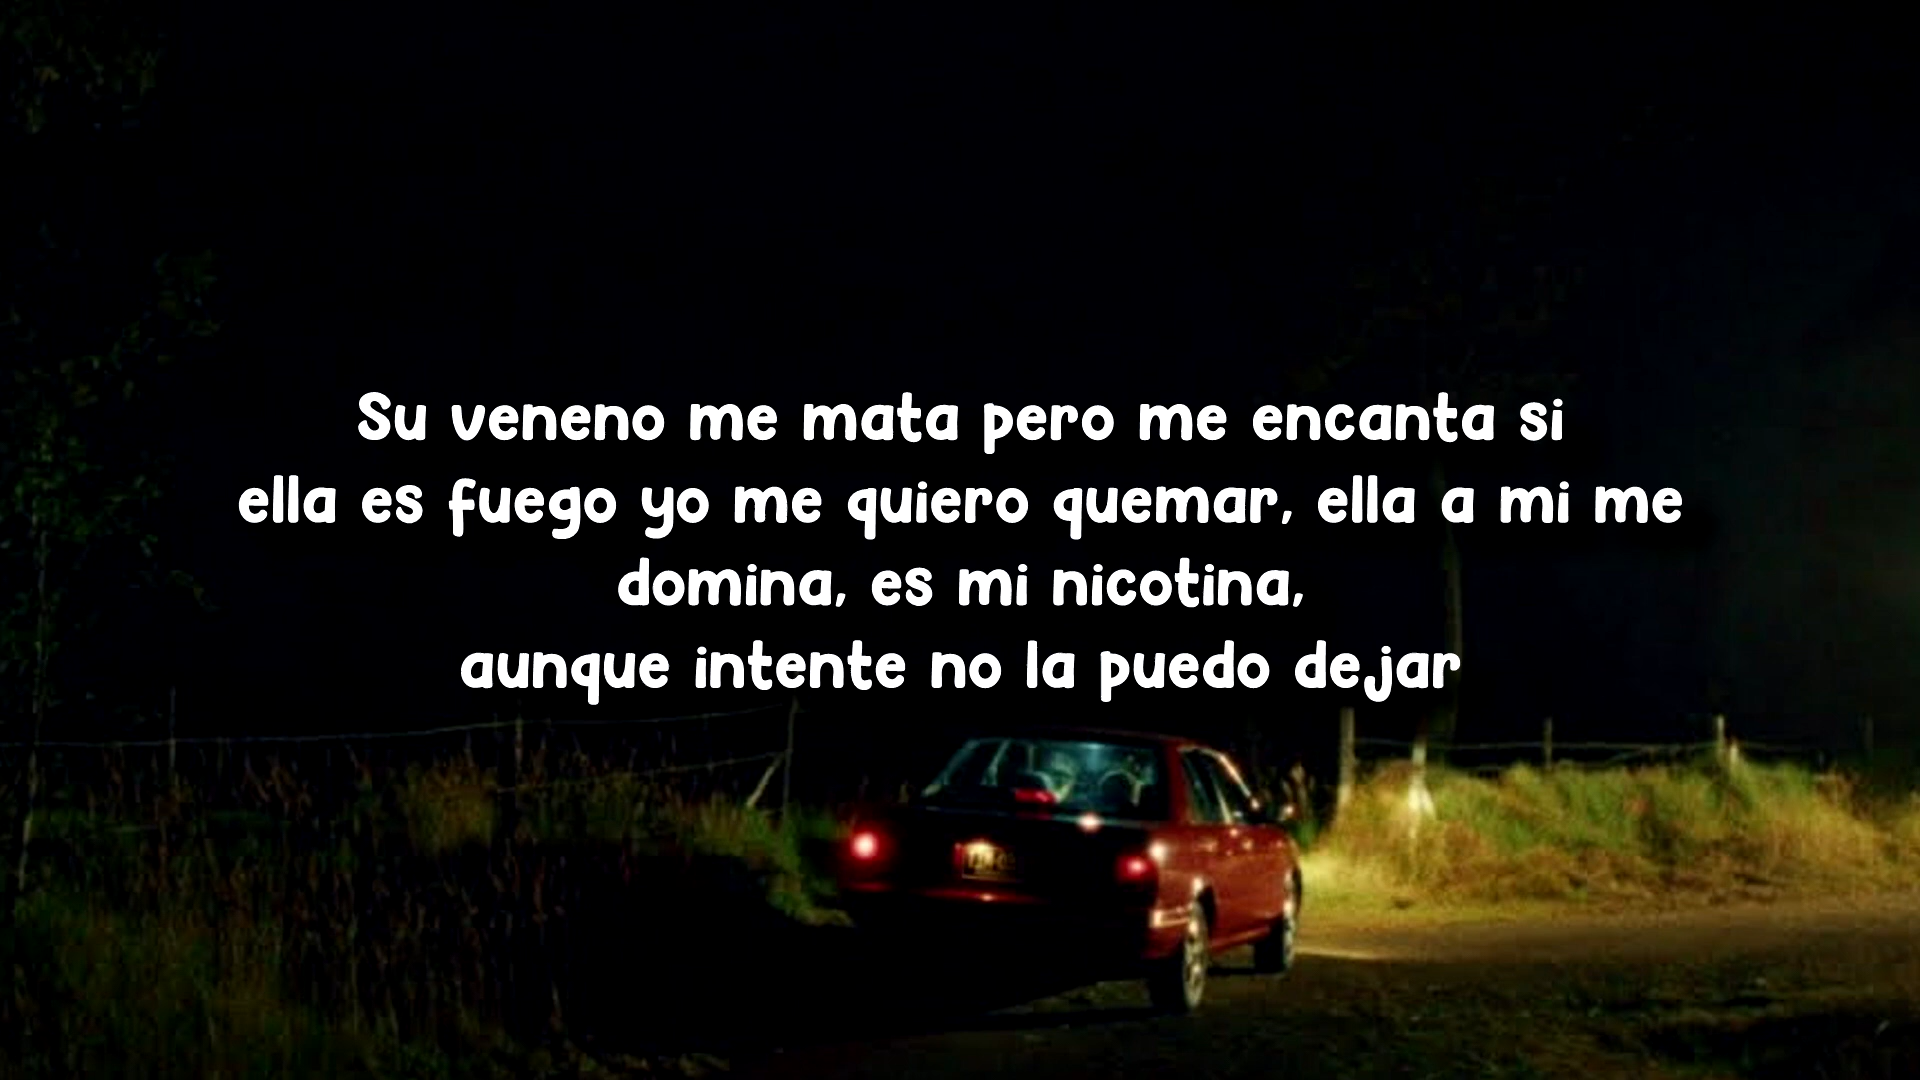 Su veneno me mata pero me encanta si
ella es fuego yo me quiero quemar, ella a mi me
domina, es mi nicotina,
aunque intente no la puedo dejar